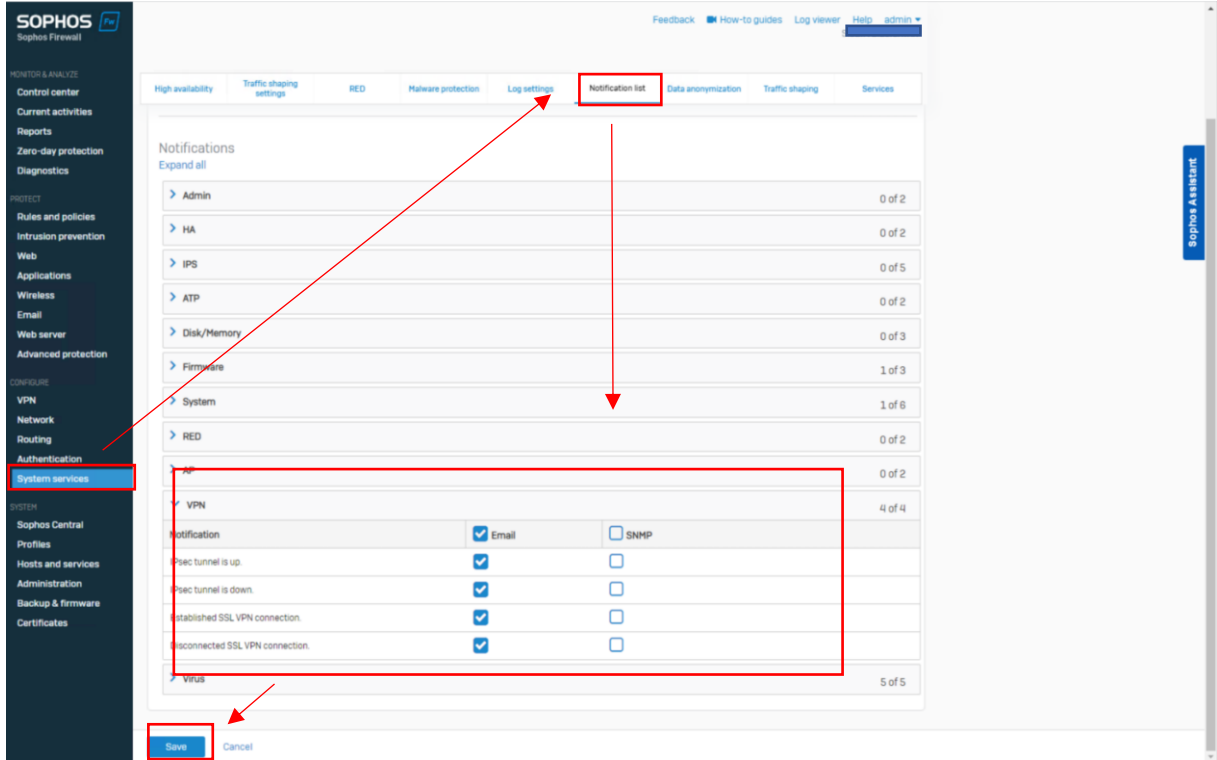 SOPHOS Fw
Sophos Firewall
Feedback How-to guides Log viewer Help admin
MONITOR & ANALYZE
Control center
Current activities
Reports
Zero-day protection
Diagnostics
PROTECT
Rules and policies
Intrusion prevention
Web
Applications
Wireless
Email
Web server
Advanced protection
CONFIGURE
VPN
Network
Routing
Authentication
System services
SYSTEM
Sophos Central
Profiles
Hosts and services
Administration
Backup & firmware
Certificates
High availability
Traffic shaping
settings
RED
Malware protection
Log settings
Notification list
Data anonymization
Traffic shaping
Services
Notifications
Expand all
Admin 0 of 2
HA 0 of 2
IPS 0 of 5
ATP 0 of 2
Disk/Memory 0 of 3
Firmware 1 of 3
System 1 of 6
RED 0 of 2
AP 0 of 2
VPN 4 of 4
Notification Email SNMP
IPsec tunnel is up.
IPsec tunnel is down.
Established SSL VPN connection.
Disconnected SSL VPN connection.
Virus 5 of 5
Save Cancel
Sophos Assistant